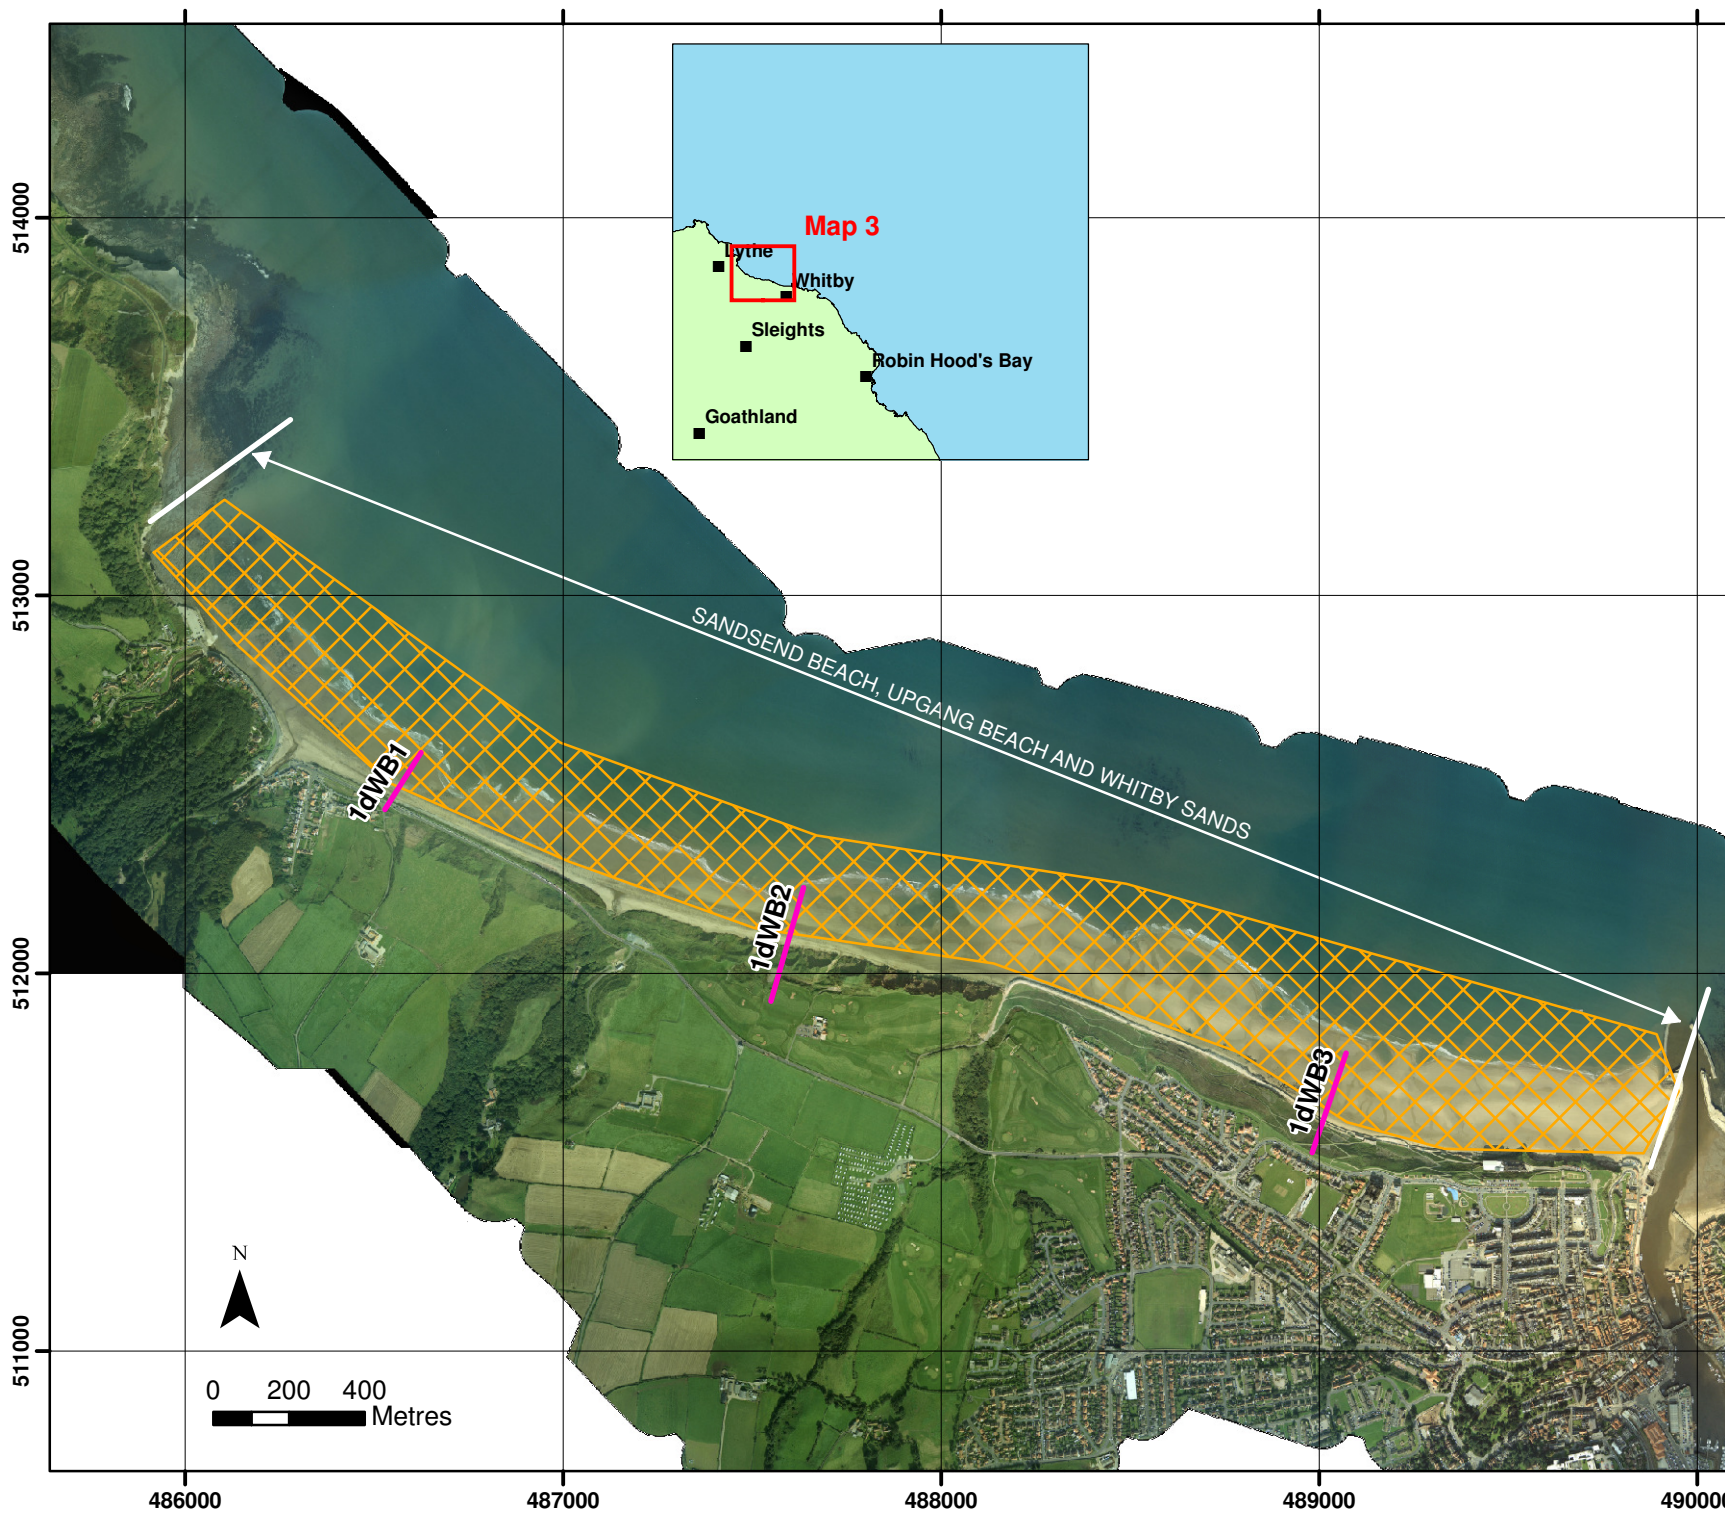 Map 3
Lythe
Whitby
Sleights
Robin Hood's Bay
Goathland
514000
513000
512000
511000
SANDSEND BEACH, UPGANG BEACH AND WHITBY SANDS
1dWB1
1dWB2
1dWB3
N
0 200 400
Metres
486000 487000 488000 489000 490000